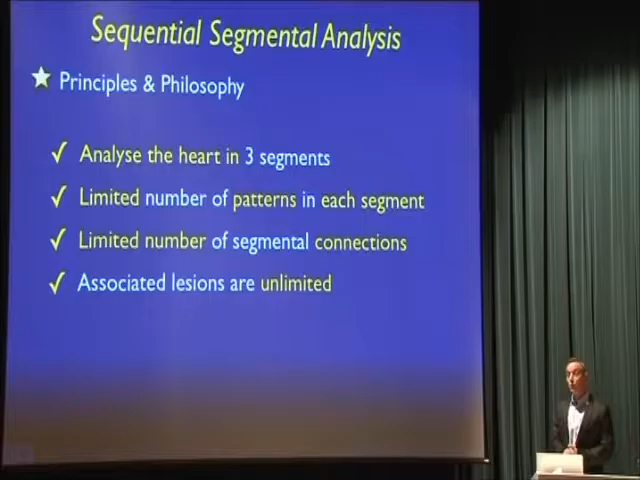 Sequential Segmental Analysis
Principles & Philosophy
Analyse the heart in 3 segments
Limited number of patterns in each segment
Limited number of segmental connections
Associated lesions are unlimited